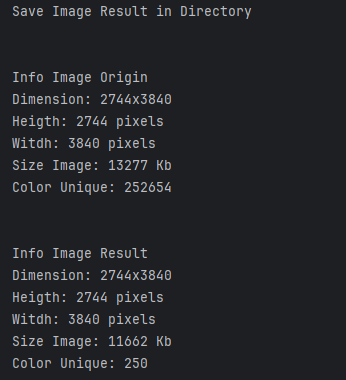 Save Image Result in Directory
Info Image Origin
Dimension: 2744x3840
Heigth: 2744 pixels
Witdh: 3840 pixels
Size Image: 13277 Kb
Color Unique: 252654
Info Image Result
Dimension: 2744x3840
Heigth: 2744 pixels
Witdh: 3840 pixels
Size Image: 11662 Kb
Color Unique: 250